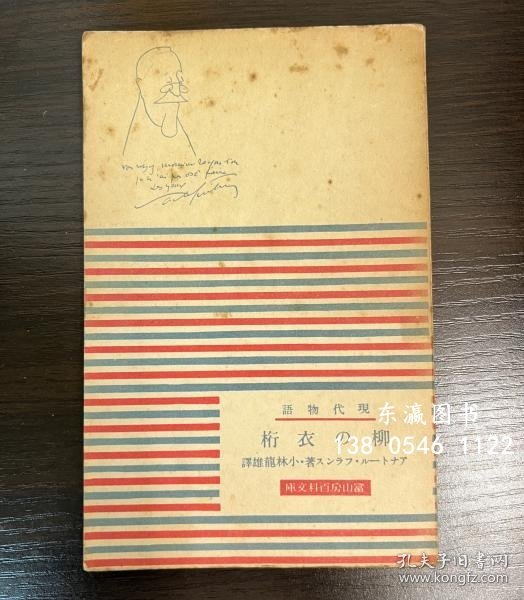 語物代現
桁衣の柳
譯雄龍林小・著スンラフ・ルートナア
庫文科百房山冨
东瀛图书
138 0546 1122
孔夫子旧书网
www.kongfz.com